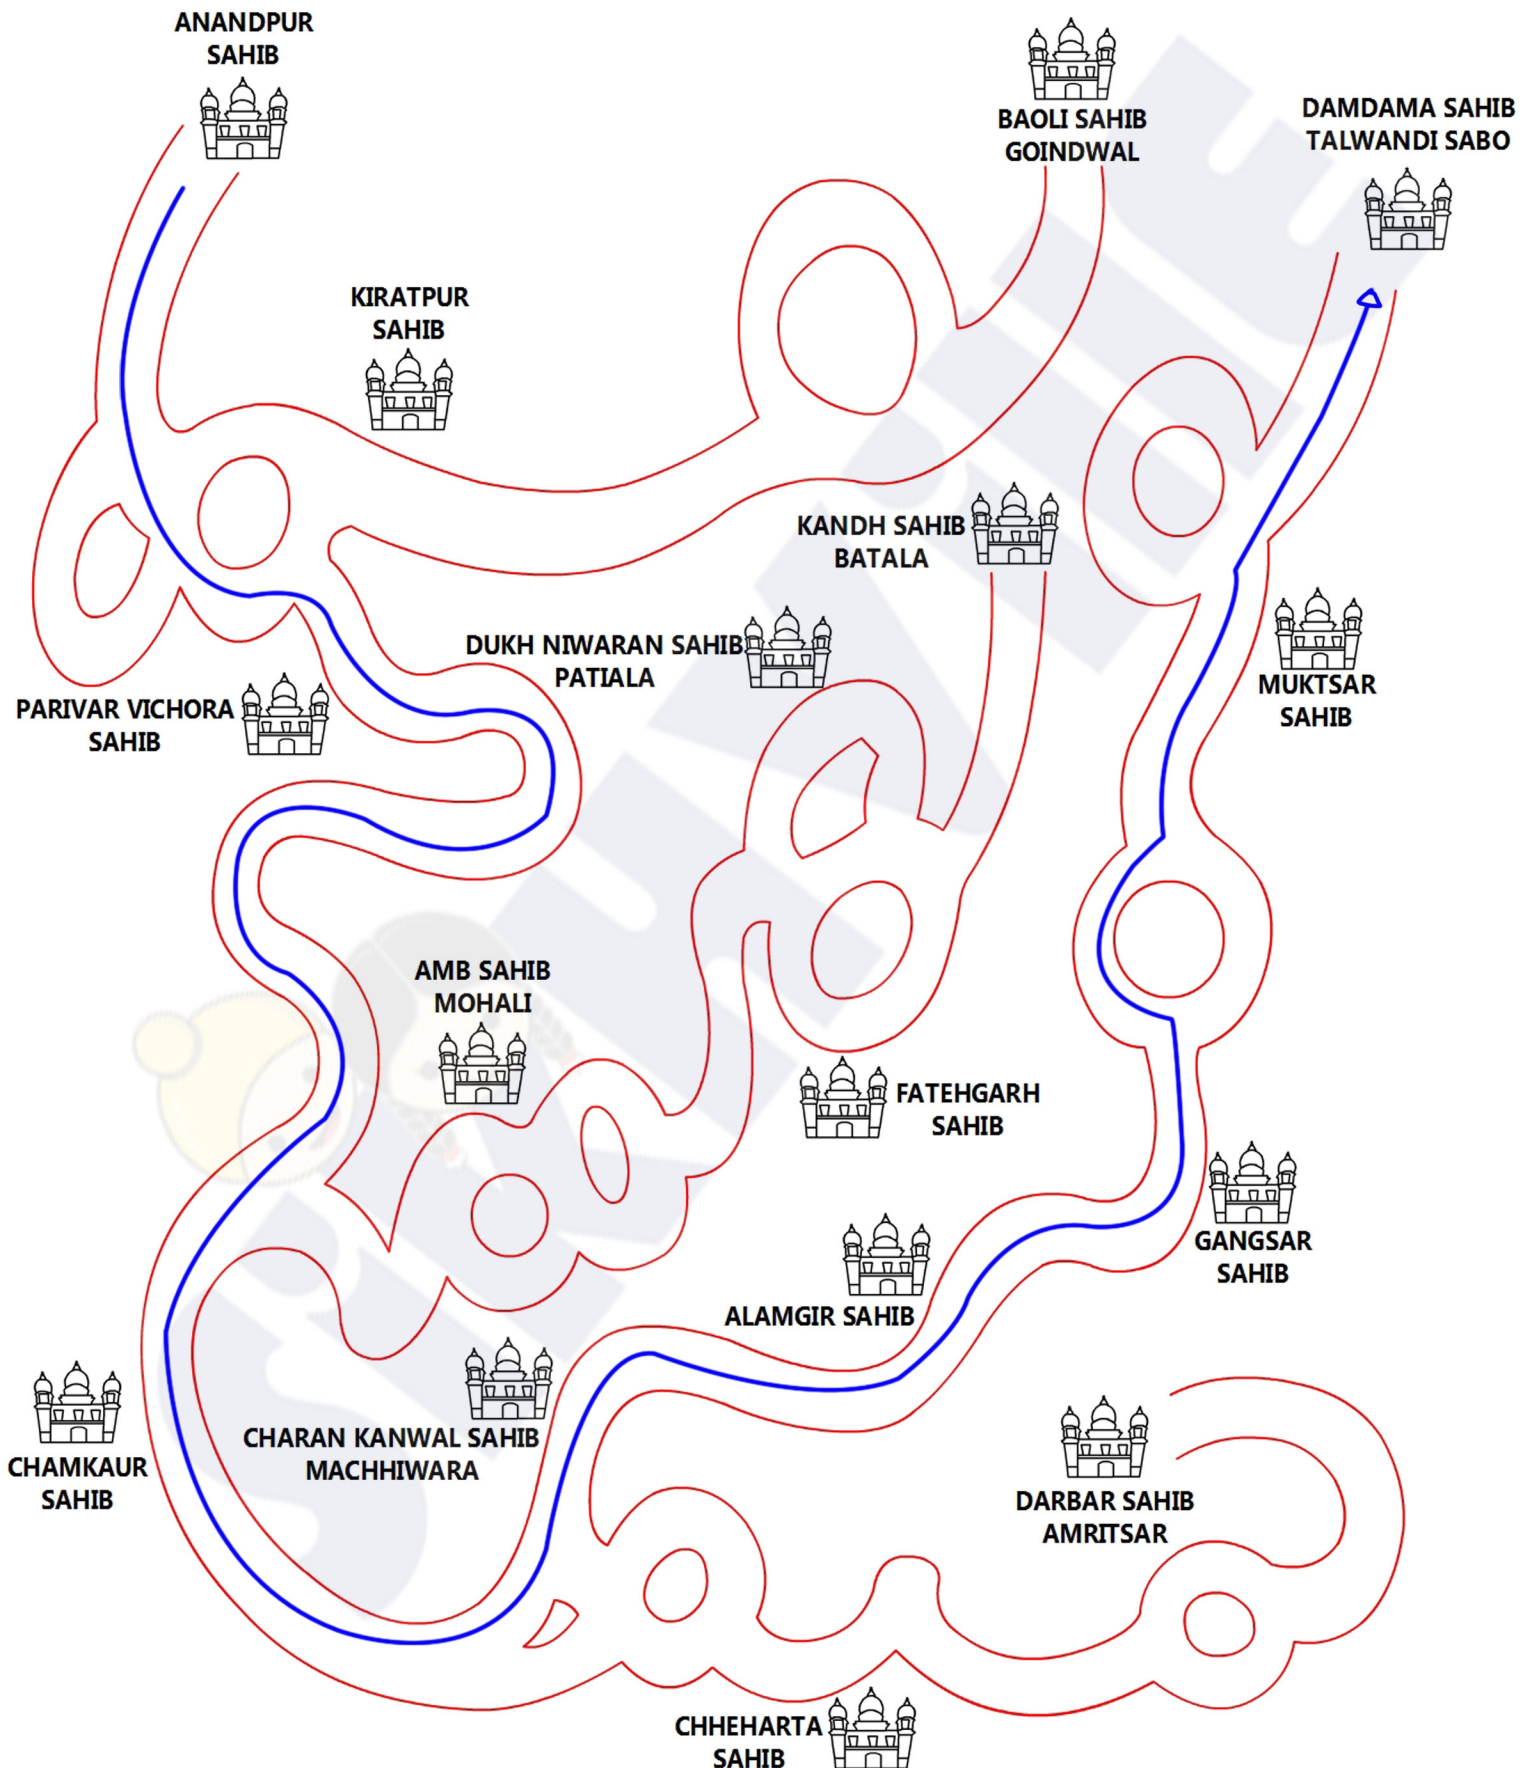 ANANDPUR
SAHIB
BAOLI SAHIB
GOINDWAL
DAMDAMA SAHIB
TALWANDI SABO
KIRATPUR
SAHIB
KANDH SAHIB
BATALA
DUKH NIWARAN SAHIB
PATIALA
MUKTSAR
SAHIB
PARIVAR VICHORA
SAHIB
AMB SAHIB
MOHALI
FATEHGARH
SAHIB
GANGSAR
SAHIB
ALAMGIR SAHIB
CHARAN KANWAL SAHIB
MACHHIWARA
CHAMKAUR
SAHIB
DARBAR SAHIB
AMRITSAR
CHHEHARTA
SAHIB